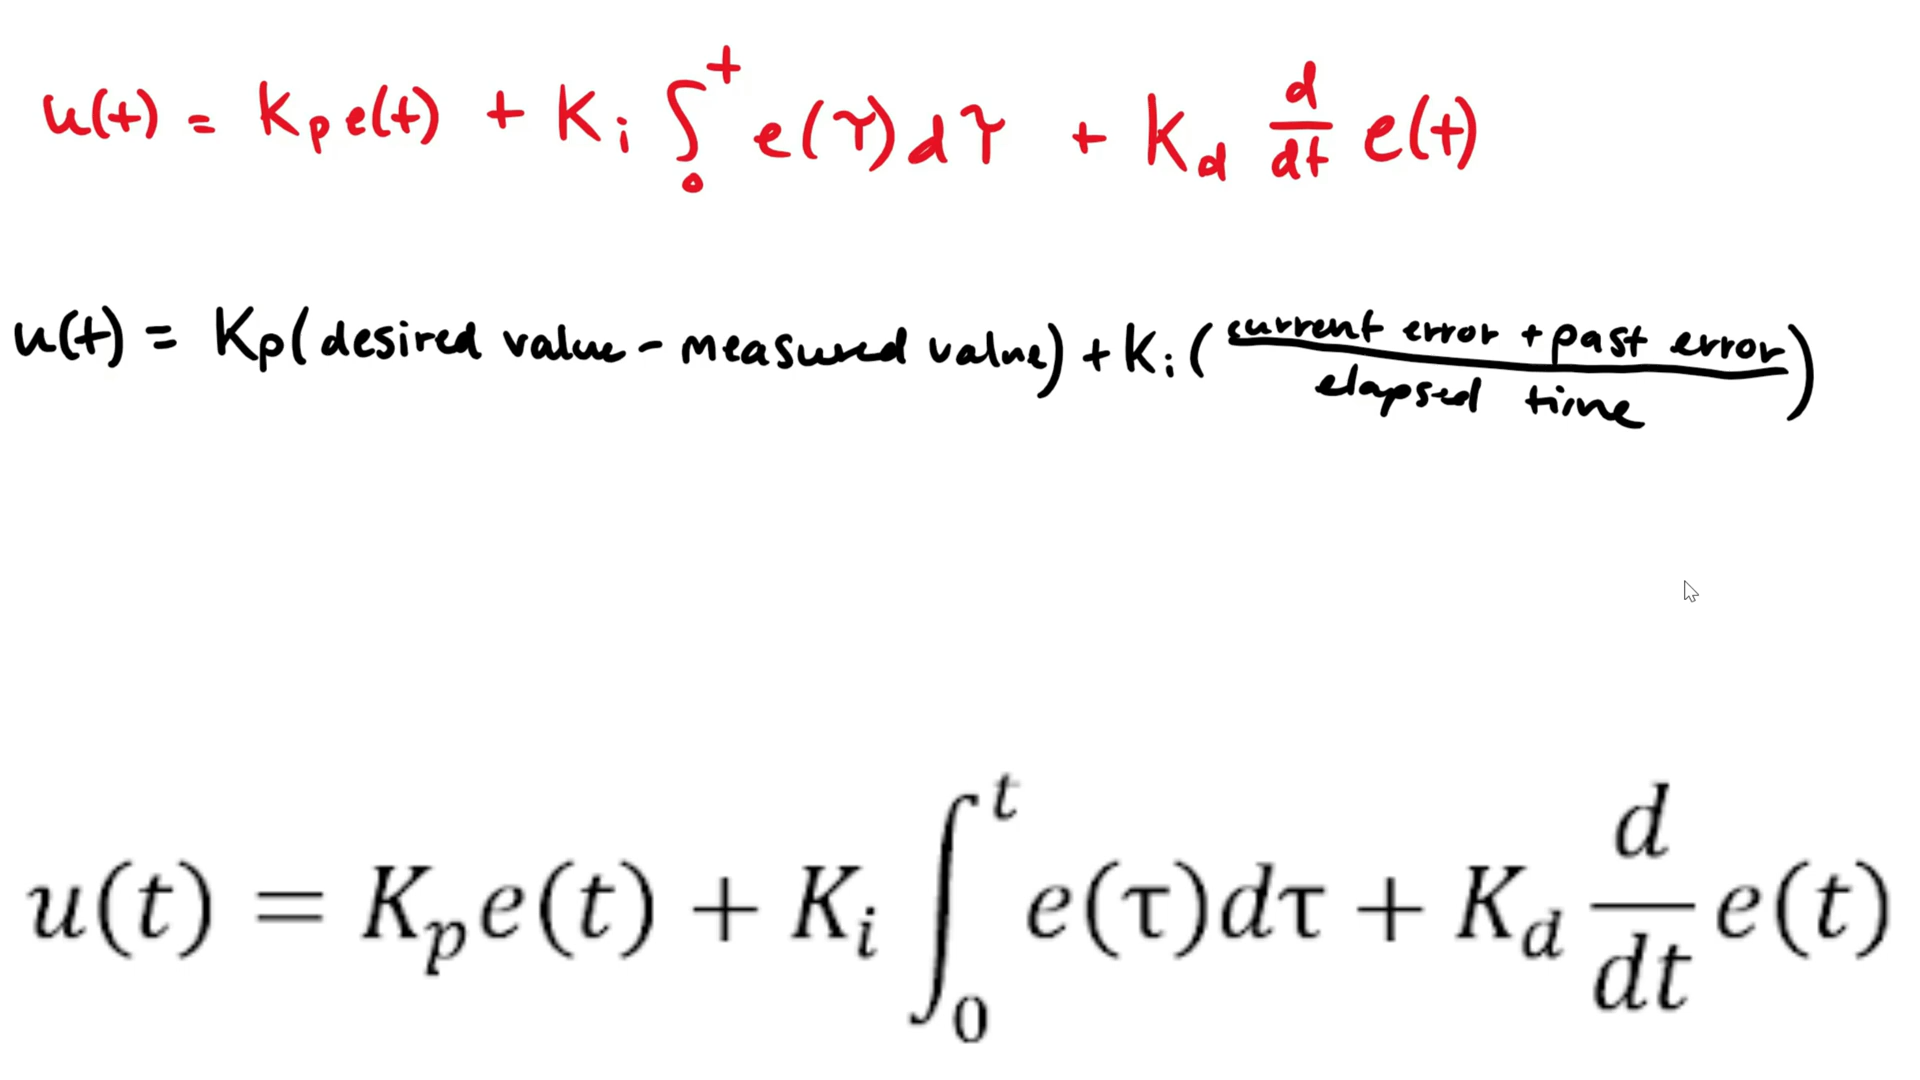 u(t) = Kp e(t) + Ki ∫₀ᵗ e(τ)dτ + Kd d/dt e(t)
u(t) = Kp(desired value - measured value) + Ki (current error + past error / elapsed time)
u(t) = Kp e(t) + Ki ∫₀ᵗ e(τ)dτ + Kd d/dt e(t)